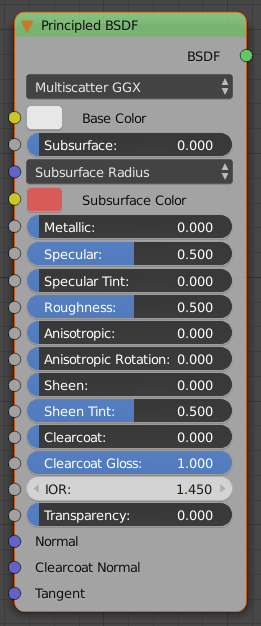 Principled BSDF
BSDF
Multiscatter GGX
Base Color
Subsurface: 0.000
Subsurface Radius
Subsurface Color
Metallic: 0.000
Specular: 0.500
Specular Tint: 0.000
Roughness: 0.500
Anisotropic: 0.000
Anisotropic Rotation: 0.000
Sheen: 0.000
Sheen Tint: 0.500
Clearcoat: 0.000
Clearcoat Gloss: 1.000
IOR: 1.450
Transparency: 0.000
Normal
Clearcoat Normal
Tangent